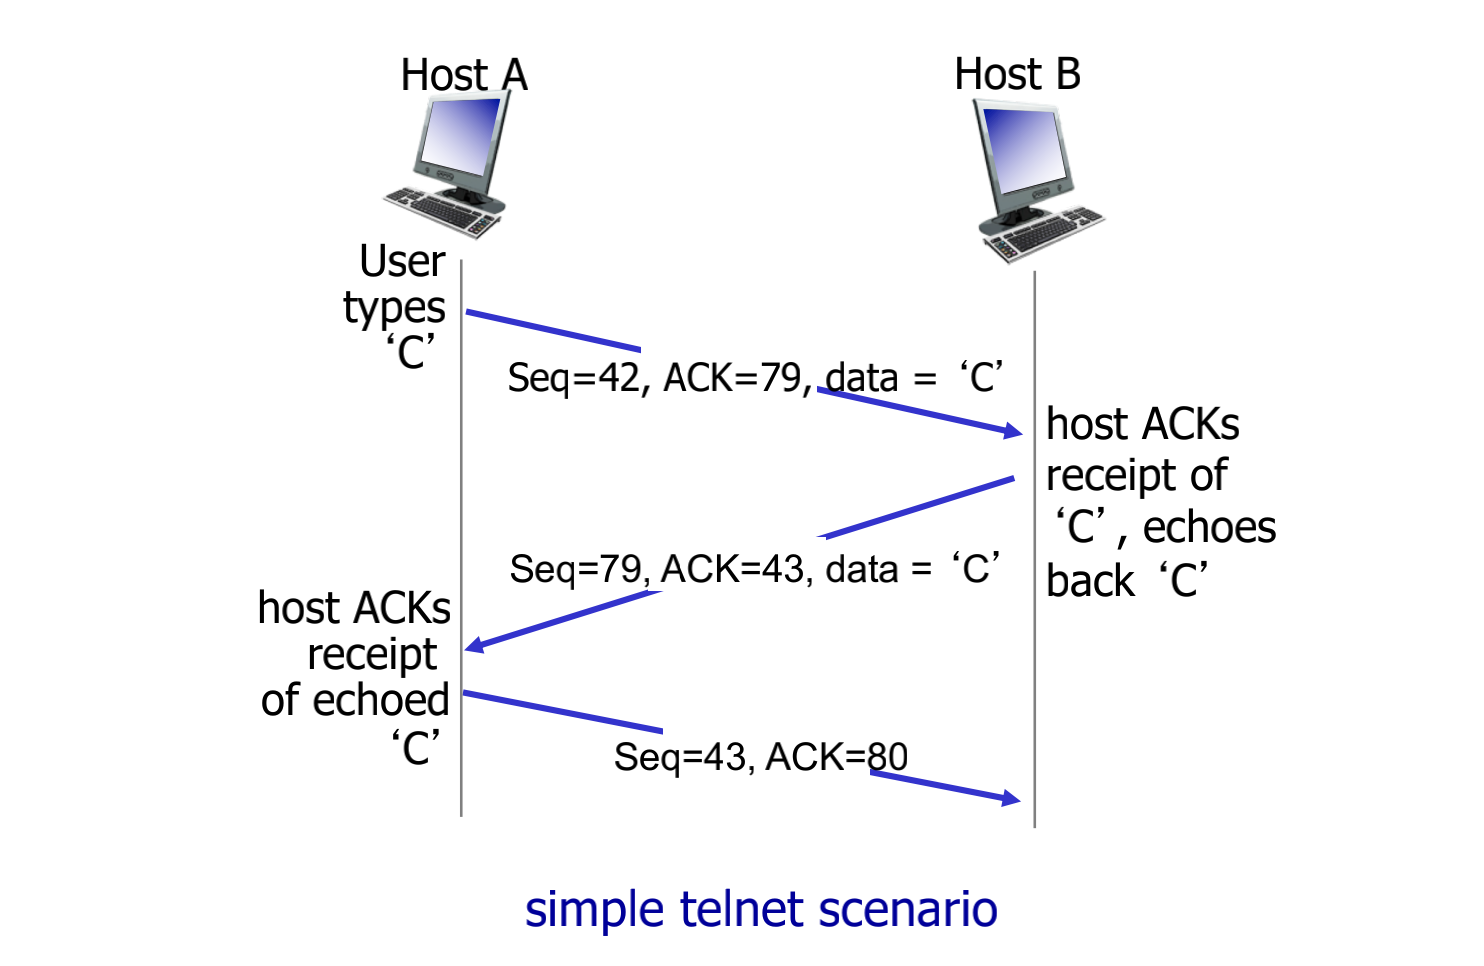 Host A
Host B
User
types
‘C’
Seq=42, ACK=79, data = ‘C’
host ACKs
receipt of
‘C’, echoes
back ‘C’
Seq=79, ACK=43, data = ‘C’
host ACKs
receipt
of echoed
‘C’
Seq=43, ACK=80
simple telnet scenario